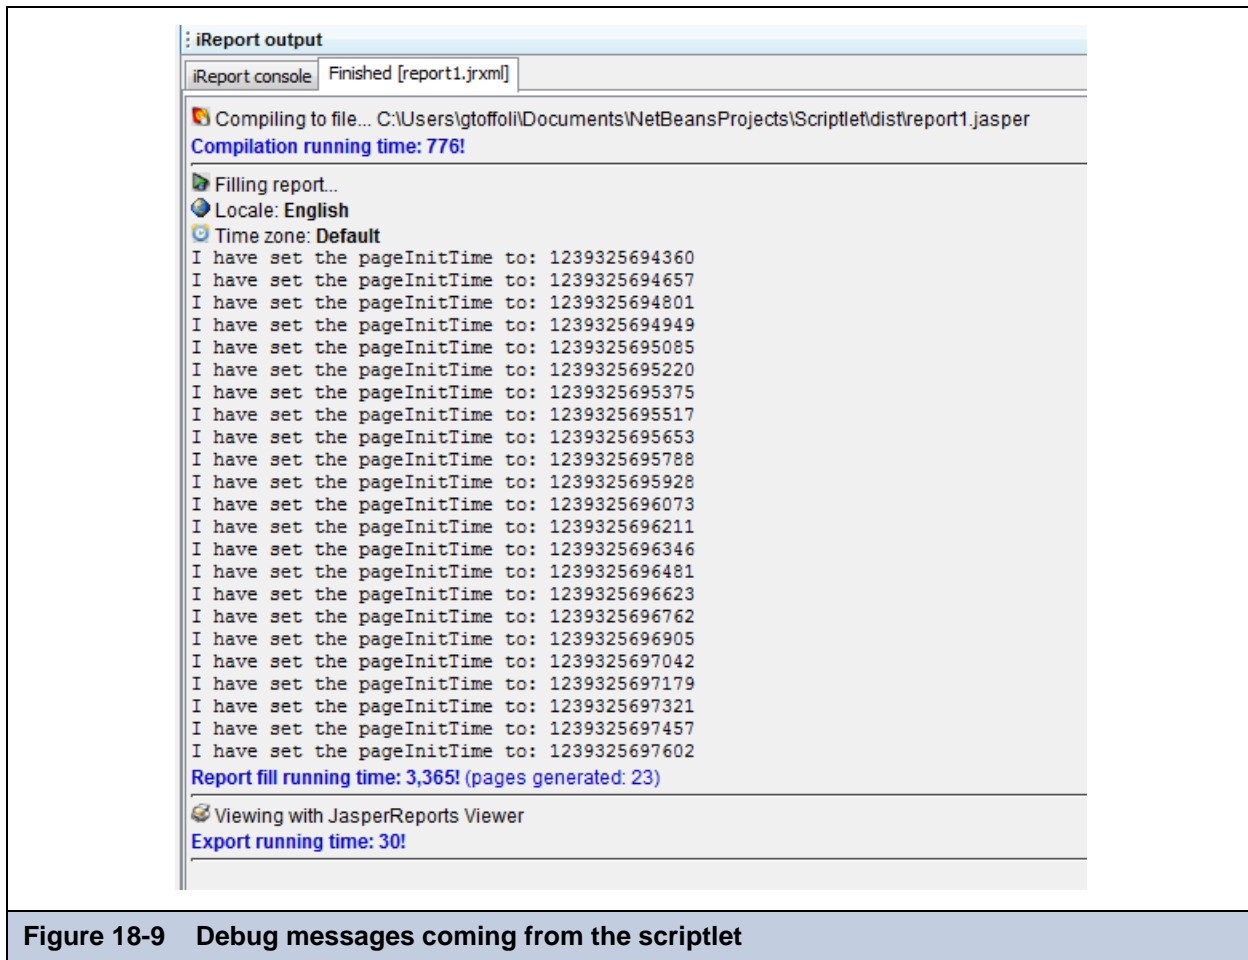 iReport output
iReport console Finished [report1.jrxml]
Compiling to file... C:\Users\gtoffoli\Documents\NetBeansProjects\Scriptlet\dist\report1.jasper
Compilation running time: 776!
Filling report...
Locale: English
Time zone: Default
I have set the pageInitTime to: 1239325694360
I have set the pageInitTime to: 1239325694657
I have set the pageInitTime to: 1239325694801
I have set the pageInitTime to: 1239325694949
I have set the pageInitTime to: 1239325695085
I have set the pageInitTime to: 1239325695220
I have set the pageInitTime to: 1239325695375
I have set the pageInitTime to: 1239325695517
I have set the pageInitTime to: 1239325695653
I have set the pageInitTime to: 1239325695788
I have set the pageInitTime to: 1239325695928
I have set the pageInitTime to: 1239325696073
I have set the pageInitTime to: 1239325696211
I have set the pageInitTime to: 1239325696346
I have set the pageInitTime to: 1239325696481
I have set the pageInitTime to: 1239325696623
I have set the pageInitTime to: 1239325696762
I have set the pageInitTime to: 1239325696905
I have set the pageInitTime to: 1239325697042
I have set the pageInitTime to: 1239325697179
I have set the pageInitTime to: 1239325697321
I have set the pageInitTime to: 1239325697457
I have set the pageInitTime to: 1239325697602
Report fill running time: 3,365! (pages generated: 23)
Viewing with JasperReports Viewer
Export running time: 30!
Figure 18-9 Debug messages coming from the scriptlet